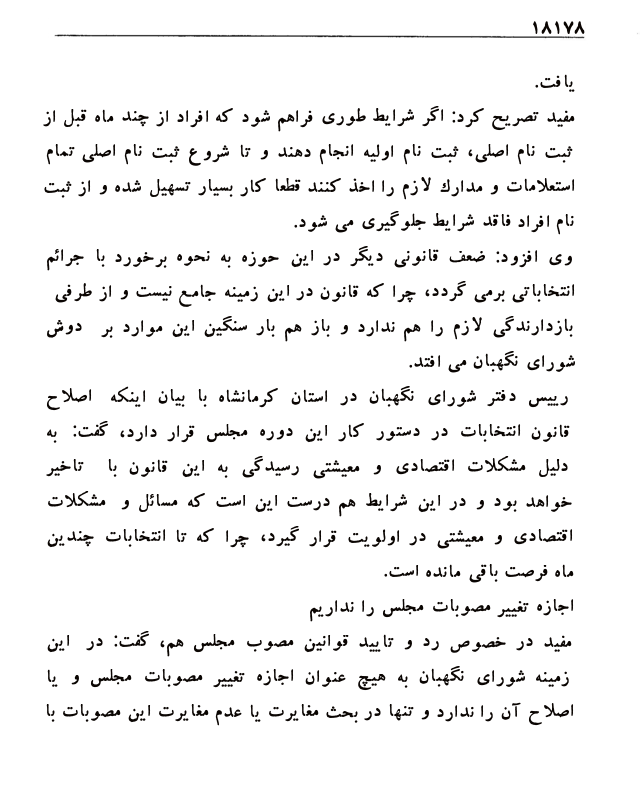 ۱۸۱۷۸
یافت.
مفید تصریح کرد: اگر شرایط طوری فراهم شود که افراد از چند ماه قبل از
ثبت نام اصلی، ثبت نام اولیه انجام دهند و تا شروع ثبت نام اصلی تمام
استعلامات و مدارك لازم را اخذ کنند قطعا کار بسیار تسهیل شده و از ثبت
نام افراد فاقد شرایط جلوگیری می شود.
وی افزود: ضعف قانونی دیگر در این حوزه به نحوه برخورد با جرائم
انتخاباتی برمی گردد، چرا که قانون در این زمینه جامع نیست و از طرفی
بازدارندگی لازم را هم ندارد و باز هم بار سنگین این موارد بر دوش
شورای نگهبان می افتد.
رییس دفتر شورای نگهبان در استان کرمانشاه با بیان اینکه اصلاح
قانون انتخابات در دستور کار این دوره مجلس قرار دارد، گفت: به
دلیل مشکلات اقتصادی و معیشتی رسیدگی به این قانون با تاخیر
خواهد بود و در این شرایط هم درست این است که مسائل و مشکلات
اقتصادی و معیشتی در اولویت قرار گیرد، چرا که تا انتخابات چندین
ماه فرصت باقی مانده است.
اجازه تغییر مصوبات مجلس را نداریم
مفید در خصوص رد و تایید قوانین مصوب مجلس هم، گفت: در این
زمینه شورای نگهبان به هیچ عنوان اجازه تغییر مصوبات مجلس و یا
اصلاح آن را ندارد و تنها در بحث مغایرت یا عدم مغایرت این مصوبات با